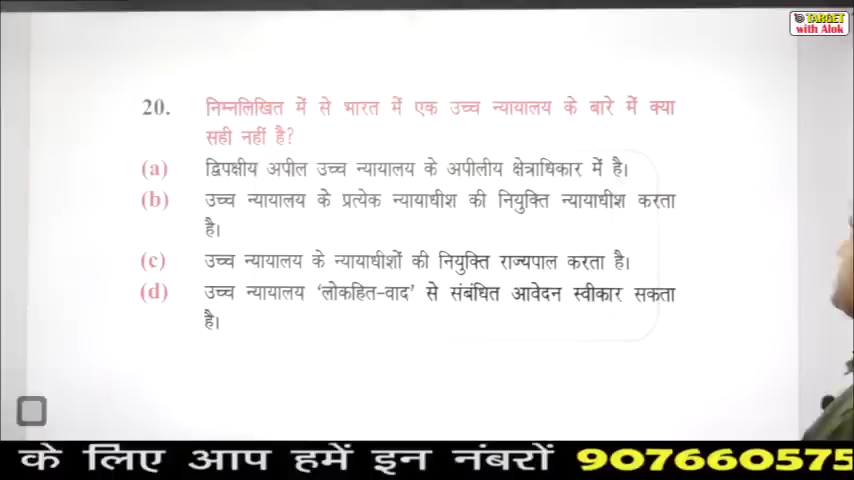 TARGET
with Alok
20. निम्नलिखित में से भारत में एक उच्च न्यायालय के बारे में क्या
सही नहीं है?
(a) द्विपक्षीय अपील उच्च न्यायालय के अपीलीय क्षेत्राधिकार में है।
(b) उच्च न्यायालय के प्रत्येक न्यायाधीश की नियुक्ति न्यायाधीश करता
है।
(c) उच्च न्यायालय के न्यायाधीशों की नियुक्ति राज्यपाल करता है।
(d) उच्च न्यायालय ‘लोकहित-वाद’ से संबंधित आवेदन स्वीकार सकता
है।
के लिए आप हमें इन नंबरों 907660575